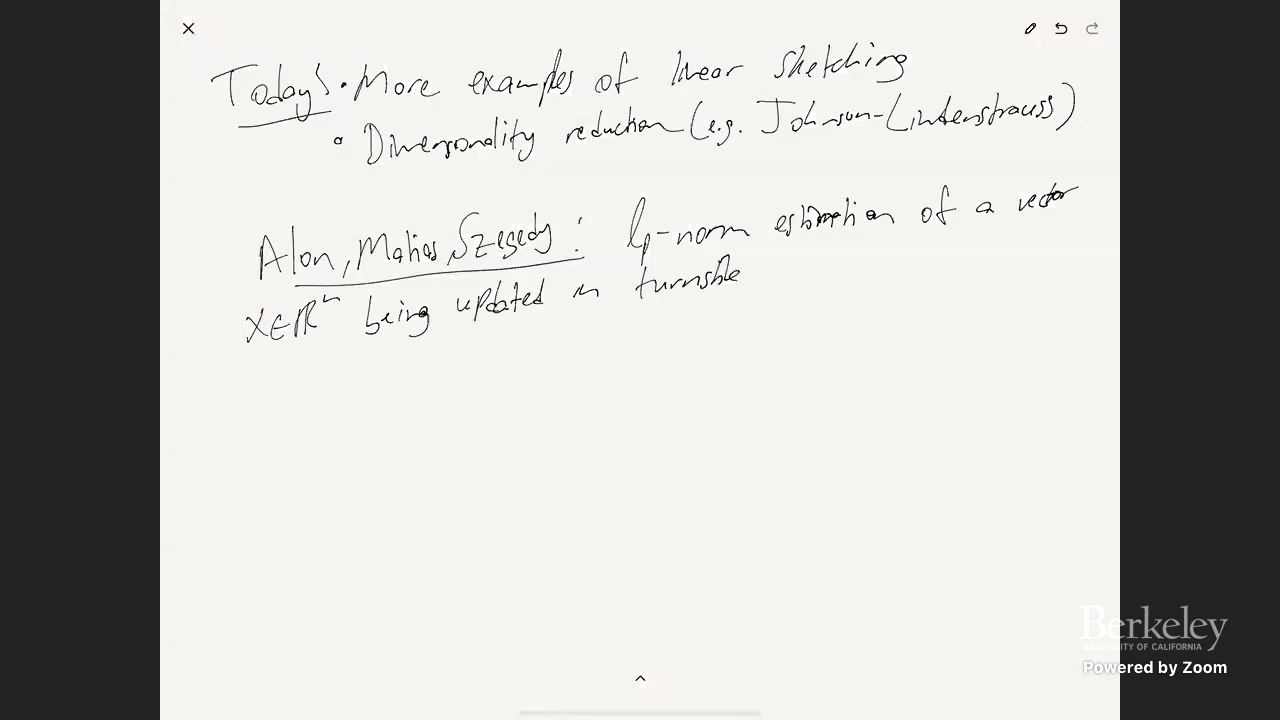 Today: • More examples of linear sketching
• Dimensionality reduction (e.g. Johnson-Lindenstrauss)
Alon, Matias, Szegedy: lp-norm estimation of a vector
x∈ℝⁿ being updated in turnstile
Berkeley
UNIVERSITY OF CALIFORNIA
Powered by Zoom